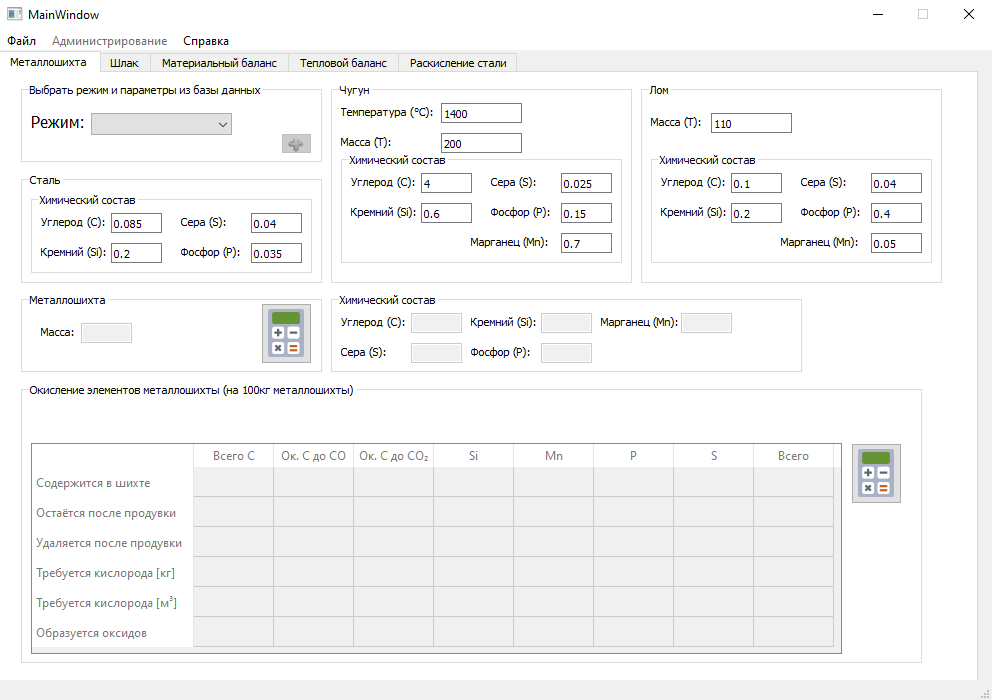 MainWindow
Файл Администрирование Справка
Металлошихта Шлак Материальный баланс Тепловой баланс Раскисление стали
Выбрать режим и параметры из базы данных
Режим:
Сталь
Химический состав
Углерод (C): 0.085 Сера (S): 0.04
Кремний (Si): 0.2 Фосфор (P): 0.035
Чугун
Температура (°C): 1400
Масса (Т): 200
Химический состав
Углерод (C): 4 Сера (S): 0.025
Кремний (Si): 0.6 Фосфор (P): 0.15
Марганец (Mn): 0.7
Лом
Масса (Т): 110
Химический состав
Углерод (C): 0.1 Сера (S): 0.04
Кремний (Si): 0.2 Фосфор (P): 0.4
Марганец (Mn): 0.05
Металлошихта
Масса:
Химический состав
Углерод (C): Кремний (Si): Марганец (Mn):
Сера (S): Фосфор (P):
Окисление элементов металлошихты (на 100кг металлошихты)
Всего C Ок. C до CO Ок. C до CO₂ Si Mn P S Всего
Содержится в шихте
Остаётся после продувки
Удаляется после продувки
Требуется кислорода [кг]
Требуется кислорода [м³]
Образуется оксидов